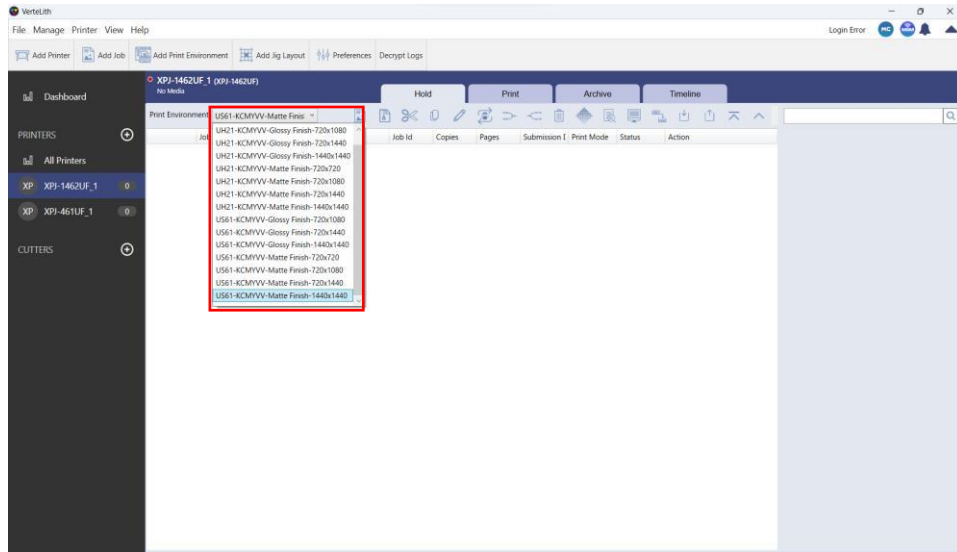 VerteLith
File Manage Printer View Help
Login Error MC
Add Printer Add Job Add Print Environment Add Jig Layout Preferences Decrypt Logs
Dashboard
PRINTERS
All Printers
XP XPJ-1462UF_1 0
XP XPJ-461UF_1 0
CUTTERS
XPJ-1462UF_1 (XPJ-1462UF)
No Media
Hold Print Archive Timeline
Print Environment US61-KCMYVV-Matte Finis
Job Job Id Copies Pages Submission Print Mode Status Action
UH21-KCMYVV-Glossy Finish-720x1080
UH21-KCMYVV-Glossy Finish-720x1440
UH21-KCMYVV-Glossy Finish-1440x1440
UH21-KCMYVV-Matte Finish-720x720
UH21-KCMYVV-Matte Finish-720x1080
UH21-KCMYVV-Matte Finish-720x1440
UH21-KCMYVV-Matte Finish-1440x1440
US61-KCMYVV-Glossy Finish-720x1080
US61-KCMYVV-Glossy Finish-720x1440
US61-KCMYVV-Glossy Finish-1440x1440
US61-KCMYVV-Matte Finish-720x720
US61-KCMYVV-Matte Finish-720x1080
US61-KCMYVV-Matte Finish-720x1440
US61-KCMYVV-Matte Finish-1440x1440